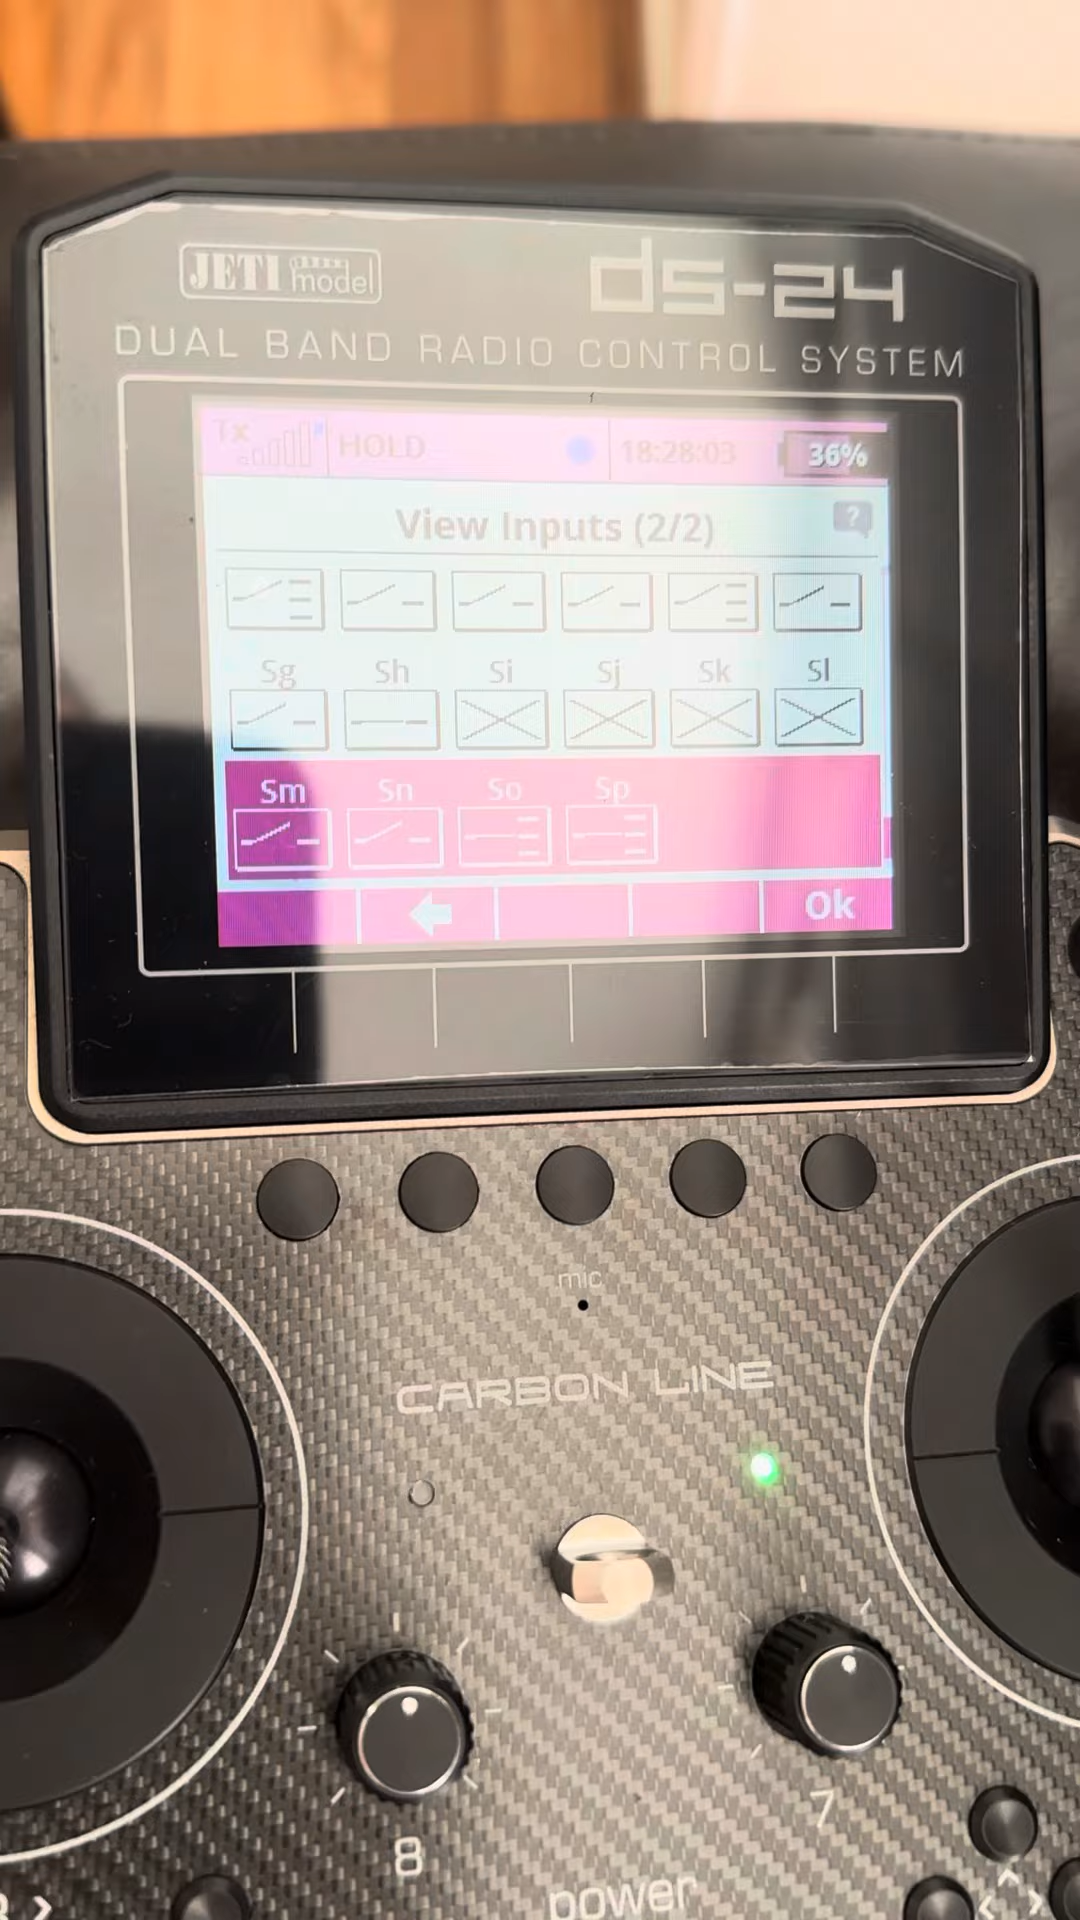 JETI model
ds-24
DUAL BAND RADIO CONTROL SYSTEM
Tx HOLD 18:28:03 36%
View Inputs (2/2) ?
Sg Sh Si Sj Sk Sl
Sm Sn So Sp
Ok
mic
CARBON LINE
7
8
power